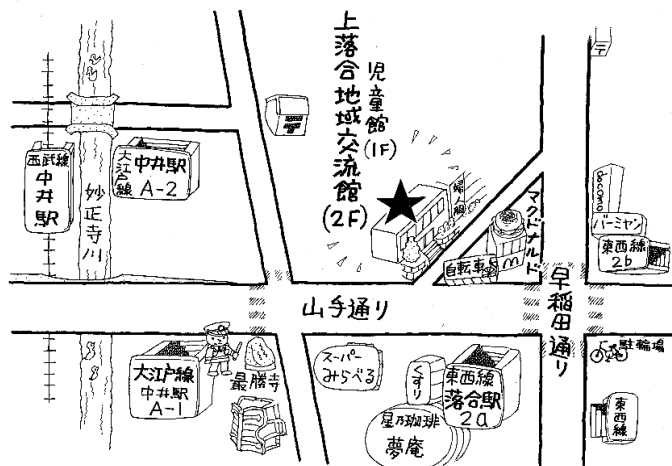 上落合地域交流館
(2F)
児童館
(1F)
西武線
中井駅
妙正寺川
大江戸線
中井駅
A-2
婦人服
マクドナルド
自転車
m
docomo
バーミヤン
東西線
2b
山手通り
早稲田通り
大江戸線
中井駅
A-1
最勝寺
スーパー
みらべる
くすり
東西線
落合駅
2a
星乃珈琲
夢庵
駐輪場
東西線
〒